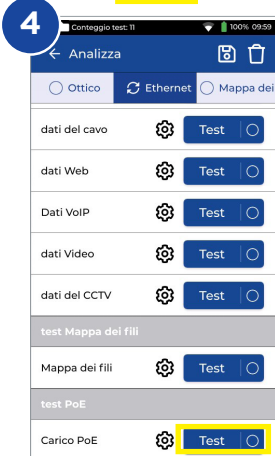 4
Conteggio test: 11 100% 09:59
Analizza
Ottico Ethernet Mappa dei
dati del cavo Test
dati Web Test
Dati VoIP Test
dati Video Test
dati del CCTV Test
test Mappa dei fili
Mappa dei fili Test
test PoE
Carico PoE Test